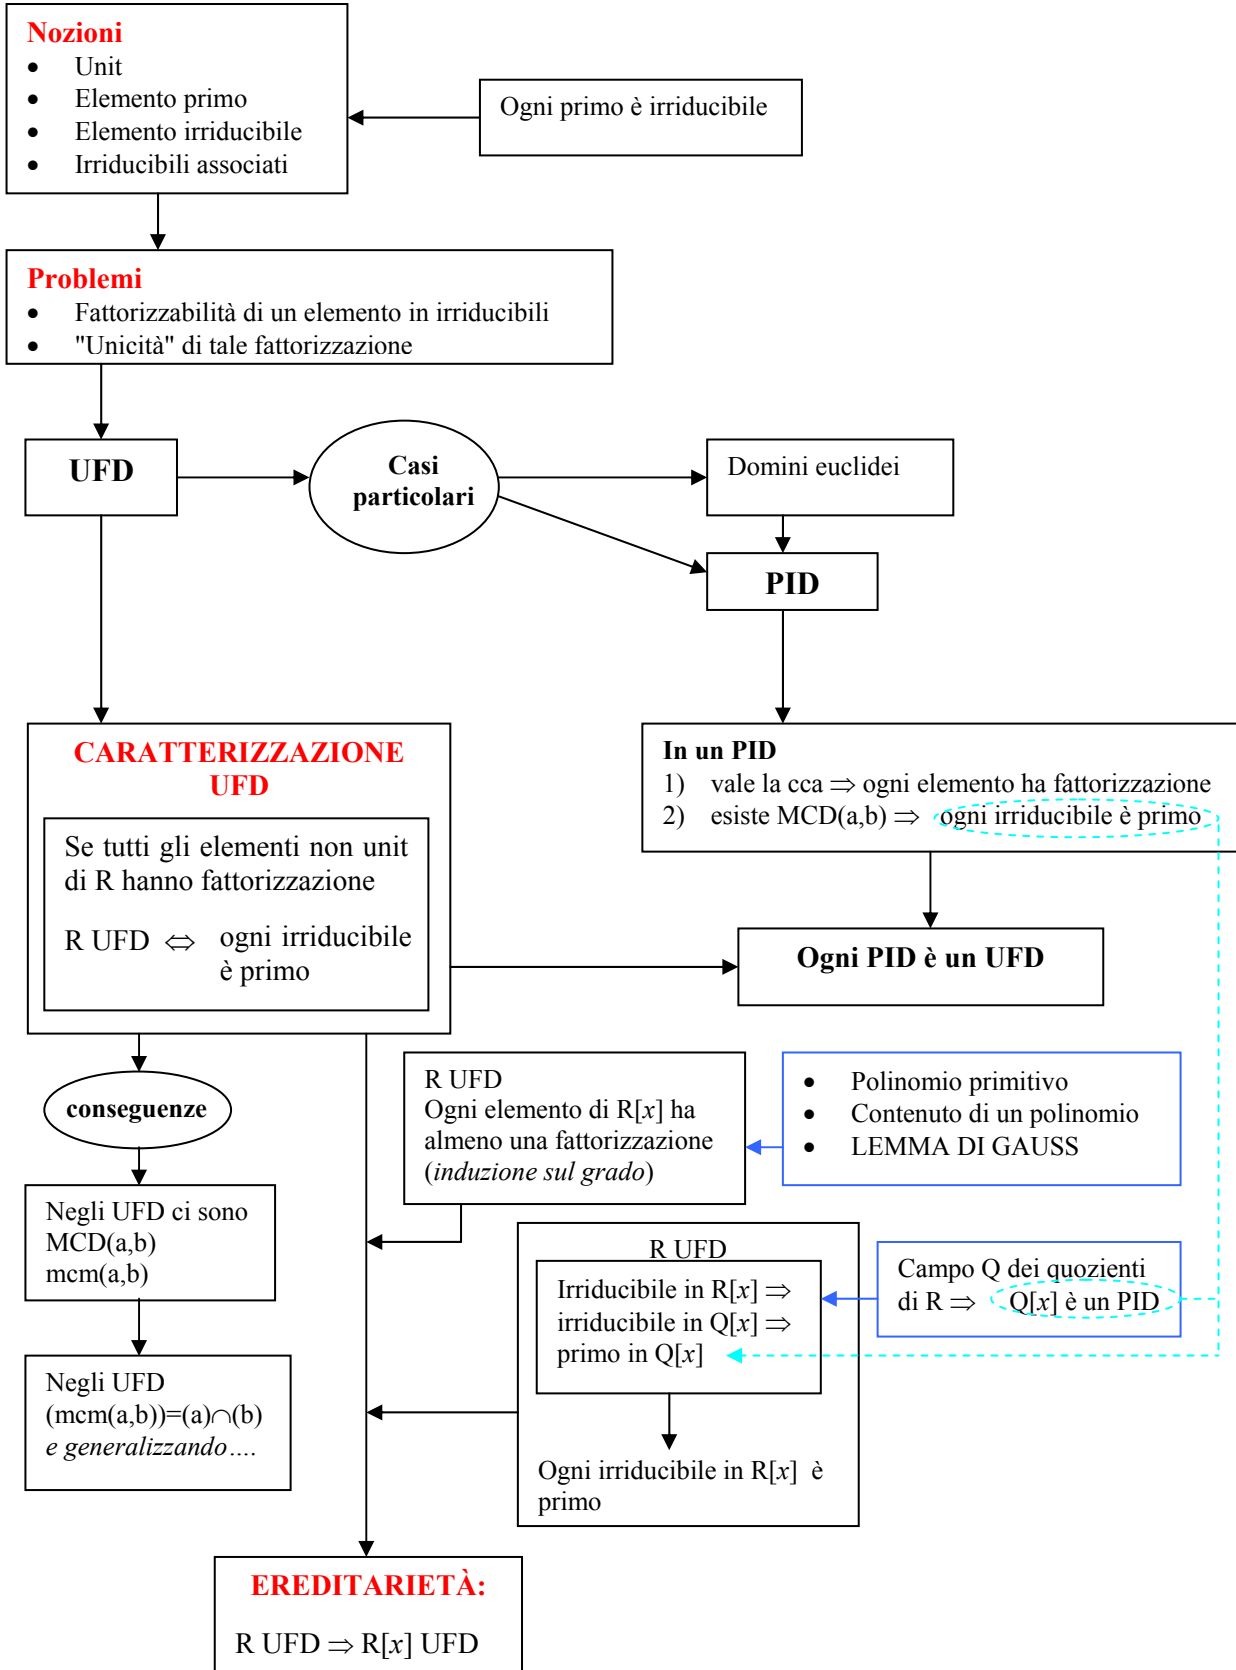 Nozioni
• Unit
• Elemento primo
• Elemento irriducibile
• Irriducibili associati
Ogni primo è irriducibile
Problemi
• Fattorizzabilità di un elemento in irriducibili
• "Unicità" di tale fattorizzazione
UFD
Casi
particolari
Domini euclidei
PID
CARATTERIZZAZIONE
UFD
Se tutti gli elementi non unit
di R hanno fattorizzazione
R UFD ⇔ ogni irriducibile
è primo
In un PID
1) vale la cca ⇒ ogni elemento ha fattorizzazione
2) esiste MCD(a,b) ⇒ ogni irriducibile è primo
Ogni PID è un UFD
conseguenze
Negli UFD ci sono
MCD(a,b)
mcm(a,b)
Negli UFD
(mcm(a,b))=(a)∩(b)
e generalizzando….
R UFD
Ogni elemento di R[x] ha
almeno una fattorizzazione
(induzione sul grado)
• Polinomio primitivo
• Contenuto di un polinomio
• LEMMA DI GAUSS
R UFD
Irriducibile in R[x] ⇒
irriducibile in Q[x] ⇒
primo in Q[x]
Ogni irriducibile in R[x] è
primo
Campo Q dei quozienti
di R ⇒ Q[x] è un PID
EREDITARIETÀ:
R UFD ⇒ R[x] UFD